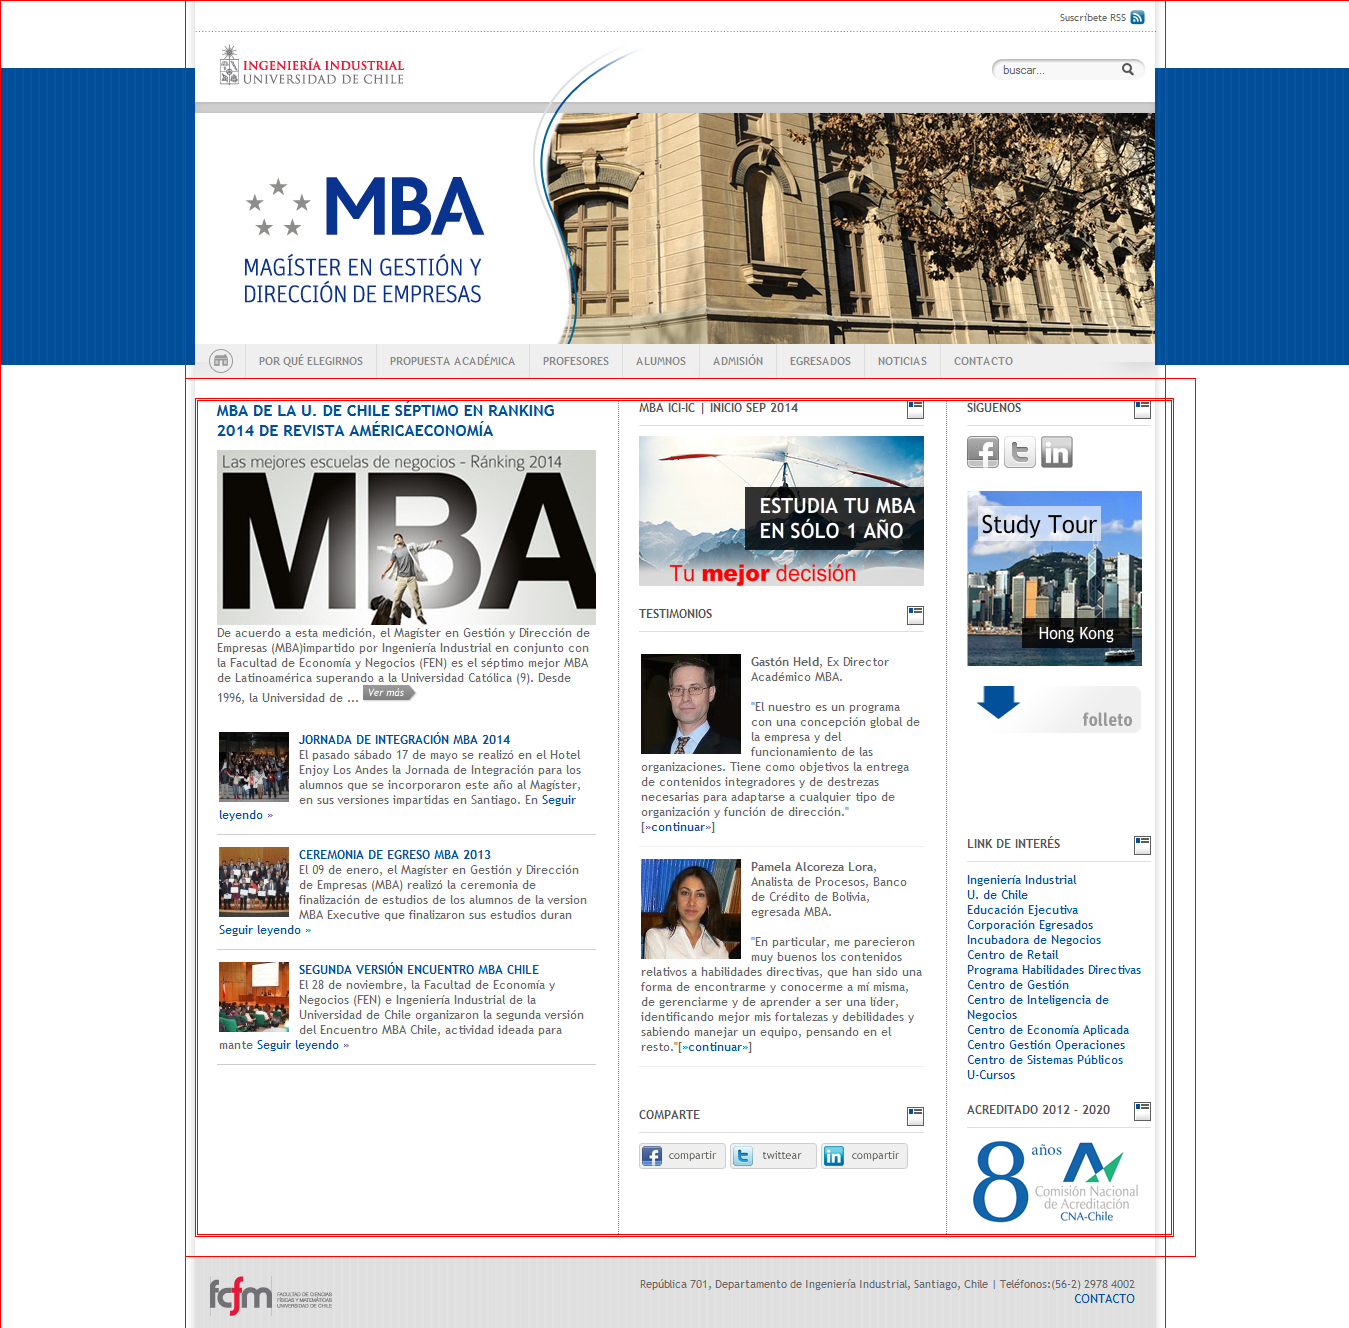 Suscríbete RSS
INGENIERÍA INDUSTRIAL
UNIVERSIDAD DE CHILE
buscar...
MBA
MAGÍSTER EN GESTIÓN Y
DIRECCIÓN DE EMPRESAS
POR QUÉ ELEGIRNOS PROPUESTA ACADÉMICA PROFESORES ALUMNOS ADMISIÓN EGRESADOS NOTICIAS CONTACTO
MBA DE LA U. DE CHILE SÉPTIMO EN RANKING
2014 DE REVISTA AMÉRICAECONOMÍA
Las mejores escuelas de negocios - Ránking 2014
MBA
De acuerdo a esta medición, el Magíster en Gestión y Dirección de
Empresas (MBA)impartido por Ingeniería Industrial en conjunto con
la Facultad de Economía y Negocios (FEN) es el séptimo mejor MBA
de Latinoamérica superando a la Universidad Católica (9). Desde
1996, la Universidad de ... Ver más
JORNADA DE INTEGRACIÓN MBA 2014
El pasado sábado 17 de mayo se realizó en el Hotel
Enjoy Los Andes la Jornada de Integración para los
alumnos que se incorporaron este año al Magíster,
en sus versiones impartidas en Santiago. En Seguir
leyendo »
CEREMONIA DE EGRESO MBA 2013
El 09 de enero, el Magíster en Gestión y Dirección
de Empresas (MBA) realizó la ceremonia de
finalización de estudios de los alumnos de la version
MBA Executive que finalizaron sus estudios duran
Seguir leyendo »
SEGUNDA VERSIÓN ENCUENTRO MBA CHILE
El 28 de noviembre, la Facultad de Economía y
Negocios (FEN) e Ingeniería Industrial de la
Universidad de Chile organizaron la segunda versión
del Encuentro MBA Chile, actividad ideada para
mante Seguir leyendo »
MBA ICI-IC | INICIO SEP 2014
ESTUDIA TU MBA
EN SÓLO 1 AÑO
Tu mejor decisión
TESTIMONIOS
Gastón Held, Ex Director
Académico MBA.
"El nuestro es un programa
con una concepción global de
la empresa y del
funcionamiento de las
organizaciones. Tiene como objetivos la entrega
de contenidos integradores y de destrezas
necesarias para adaptarse a cualquier tipo de
organización y función de dirección."
[»continuar»]
Pamela Alcoreza Lora,
Analista de Procesos, Banco
de Crédito de Bolivia,
egresada MBA.
"En particular, me parecieron
muy buenos los contenidos
relativos a habilidades directivas, que han sido una
forma de encontrarme y conocerme a mí misma,
de gerenciarme y de aprender a ser una líder,
identificando mejor mis fortalezas y debilidades y
sabiendo manejar un equipo, pensando en el
resto."[»continuar»]
COMPARTE
compartir twittear compartir
SÍGUENOS
Study Tour
Hong Kong
folleto
LINK DE INTERÉS
Ingeniería Industrial
U. de Chile
Educación Ejecutiva
Corporación Egresados
Incubadora de Negocios
Centro de Retail
Programa Habilidades Directivas
Centro de Gestión
Centro de Inteligencia de
Negocios
Centro de Economía Aplicada
Centro Gestión Operaciones
Centro de Sistemas Públicos
U-Cursos
ACREDITADO 2012 - 2020
8 años
Comisión Nacional
de Acreditación
CNA-Chile
fcfm
FACULTAD DE CIENCIAS
FÍSICAS Y MATEMÁTICAS
UNIVERSIDAD DE CHILE
República 701, Departamento de Ingeniería Industrial, Santiago, Chile | Teléfonos:(56-2) 2978 4002
CONTACTO